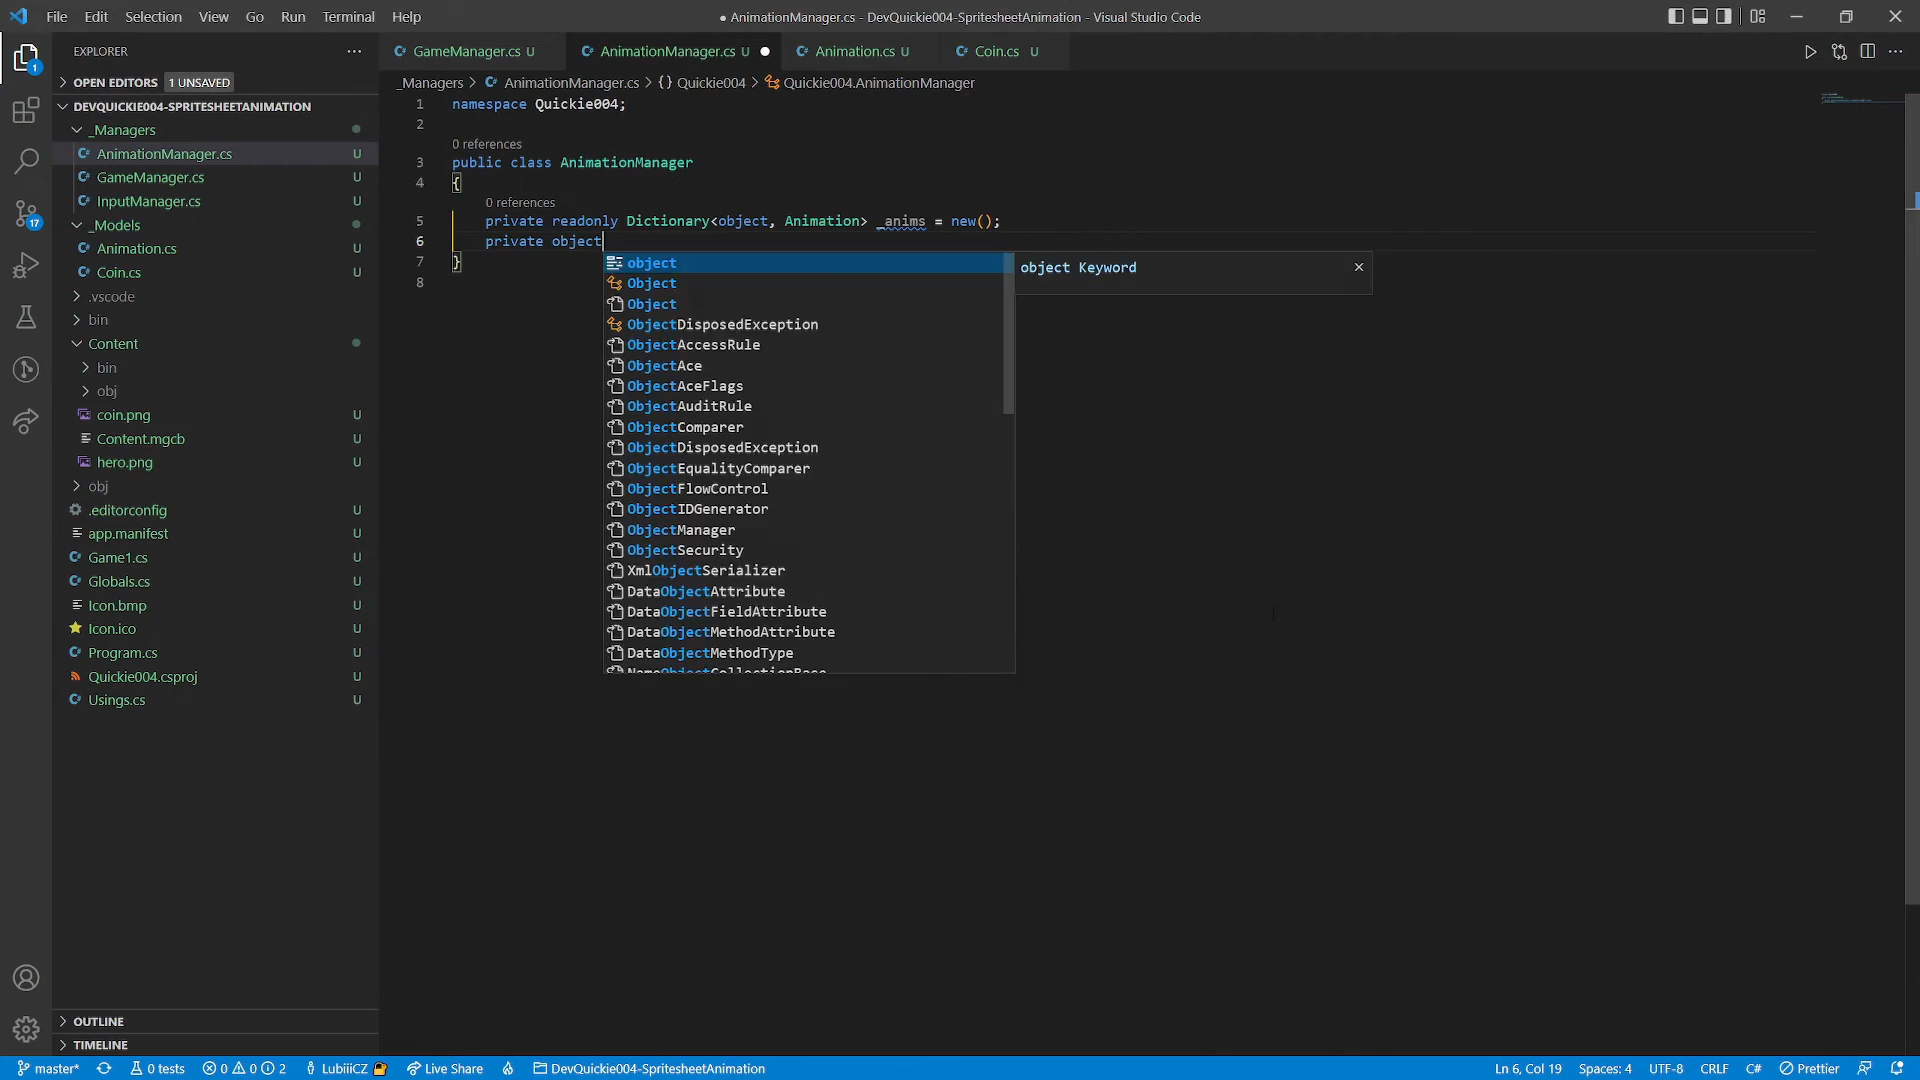 File Edit Selection View Go Run Terminal Help
● AnimationManager.cs - DevQuickie004-SpritesheetAnimation - Visual Studio Code
EXPLORER
GameManager.cs U
AnimationManager.cs U
Animation.cs U
Coin.cs U
OPEN EDITORS 1 UNSAVED
_Managers > AnimationManager.cs > {} Quickie004 > Quickie004.AnimationManager
DEVQUICKIE004-SPRITESHEETANIMATION
_Managers
AnimationManager.cs U
GameManager.cs U
InputManager.cs U
_Models
Animation.cs U
Coin.cs U
.vscode
bin
Content
bin
obj
coin.png U
Content.mgcb U
hero.png U
obj
.editorconfig U
app.manifest U
Game1.cs U
Globals.cs U
Icon.bmp U
Icon.ico U
Program.cs U
Quickie004.csproj U
Usings.cs U
OUTLINE
TIMELINE
1
17
1 namespace Quickie004;
2
0 references
3 public class AnimationManager
4 {
0 references
5 private readonly Dictionary<object, Animation> _anims = new();
6 private object
7 }
8
object
Object
Object
ObjectDisposedException
ObjectAccessRule
ObjectAce
ObjectAceFlags
ObjectAuditRule
ObjectComparer
ObjectDisposedException
ObjectEqualityComparer
ObjectFlowControl
ObjectIDGenerator
ObjectManager
ObjectSecurity
XmlObjectSerializer
DataObjectAttribute
DataObjectFieldAttribute
DataObjectMethodAttribute
DataObjectMethodType
NameObjectCollectionBase
object Keyword
master* 0 tests 0 0 2 LubiiiCZ Live Share DevQuickie004-SpritesheetAnimation Ln 6, Col 19 Spaces: 4 UTF-8 CRLF C# Prettier